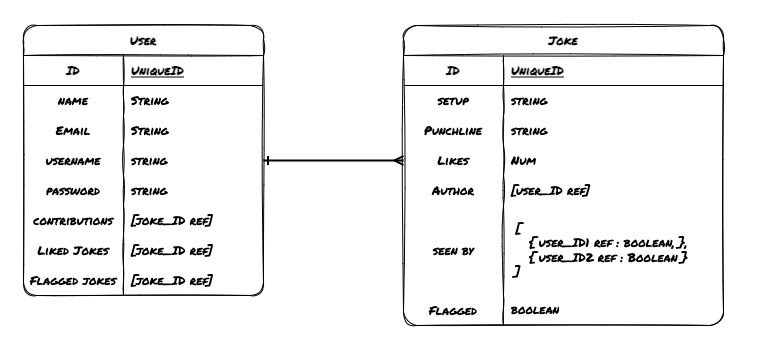 User
ID UniqueID
name String
Email String
username string
password string
contributions [Joke_ID ref]
Liked Jokes [Joke_ID ref]
Flagged jokes [Joke_ID ref]
Joke
ID UniqueID
setup string
Punchline string
Likes Num
Author [user_ID ref]
seen by
[
{ user_ID1 ref : boolean, },
{ user_ID2 ref : Boolean }
]
Flagged boolean